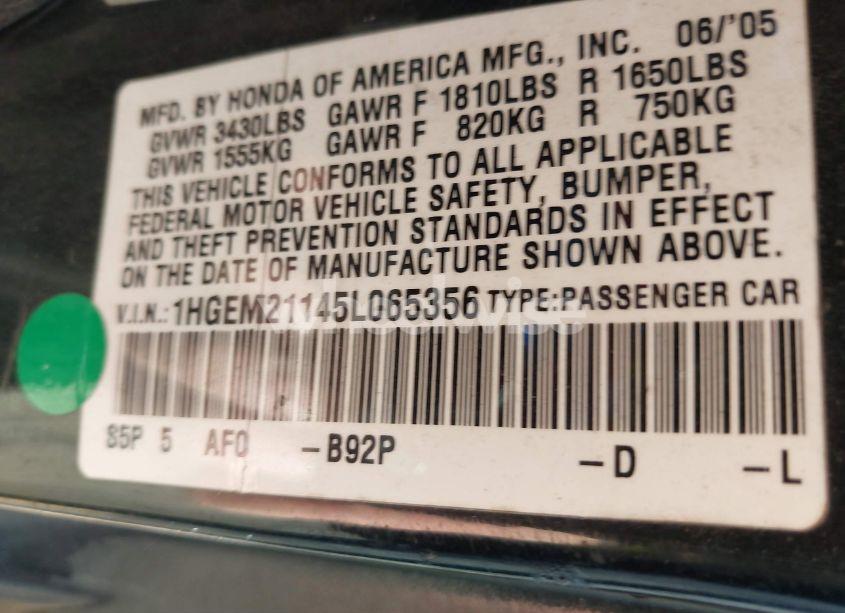 MFD. BY HONDA OF AMERICA MFG., INC. 06/'05
GVWR 3430LBS GAWR F 1810LBS R 1650LBS
GVWR 1555KG GAWR F 820KG R 750KG
THIS VEHICLE CONFORMS TO ALL APPLICABLE
FEDERAL MOTOR VEHICLE SAFETY, BUMPER,
AND THEFT PREVENTION STANDARDS IN EFFECT
ON THE DATE OF MANUFACTURE SHOWN ABOVE.
V.I.N.: 1HGEM21145L065356 TYPE:PASSENGER CAR
S5P 5 AF0 -B92P -D -L